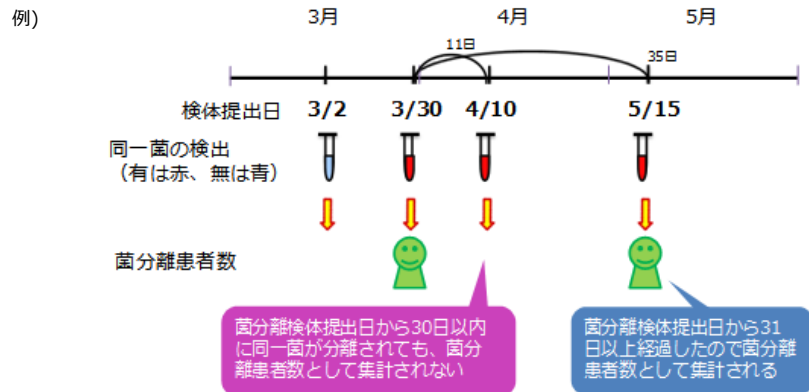 例)
3月 4月 5月
11日
35日
検体提出日 3/2 3/30 4/10 5/15
同一菌の検出
（有は赤、無は青）
菌分離患者数
菌分離検体提出日から30日以内
に同一菌が分離されても、菌分
離患者数として集計されない
菌分離検体提出日から31
日以上経過したので菌分離
患者数として集計される